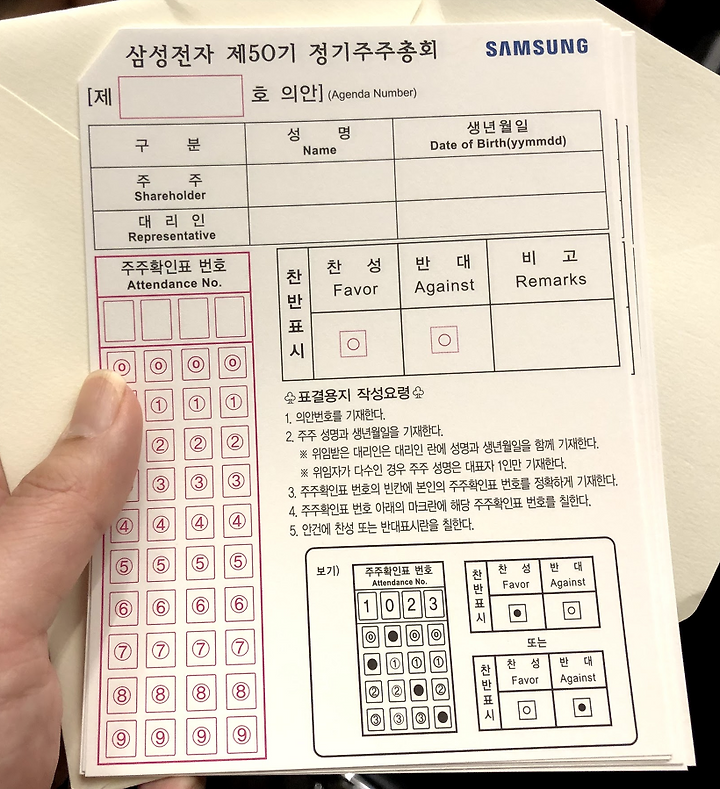 삼성전자 제50기 정기주주총회
SAMSUNG
[제 호 의안] (Agenda Number)
구 분
성 명
Name
생년월일
Date of Birth(yymmdd)
주 주
Shareholder
대 리 인
Representative
주주확인표 번호
Attendance No.
⓪ ⓪ ⓪ ⓪
① ① ①
② ② ②
③ ③ ③
④ ④ ④ ④
⑤ ⑤ ⑤ ⑤
⑥ ⑥ ⑥ ⑥
⑦ ⑦ ⑦ ⑦
⑧ ⑧ ⑧ ⑧
⑨ ⑨ ⑨ ⑨
찬반표시
찬 성
Favor
반 대
Against
비 고
Remarks
♧표결용지 작성요령♧
1. 의안번호를 기재한다.
2. 주주 성명과 생년월일을 기재한다.
※ 위임받은 대리인은 대리인 란에 성명과 생년월일을 함께 기재한다.
※ 위임자가 다수인 경우 주주 성명은 대표자 1인만 기재한다.
3. 주주확인표 번호의 빈칸에 본인의 주주확인표 번호를 정확하게 기재한다.
4. 주주확인표 번호 아래의 마크란에 해당 주주확인표 번호를 칠한다.
5. 안건에 찬성 또는 반대표시란을 칠한다.
보기)
주주확인표 번호
Attendance No.
1 0 2 3
⓪ ● ⓪ ⓪
● ① ① ①
② ② ● ②
③ ③ ③ ●
찬반표시
찬 성
Favor
반 대
Against
또는
찬반표시
찬 성
Favor
반 대
Against